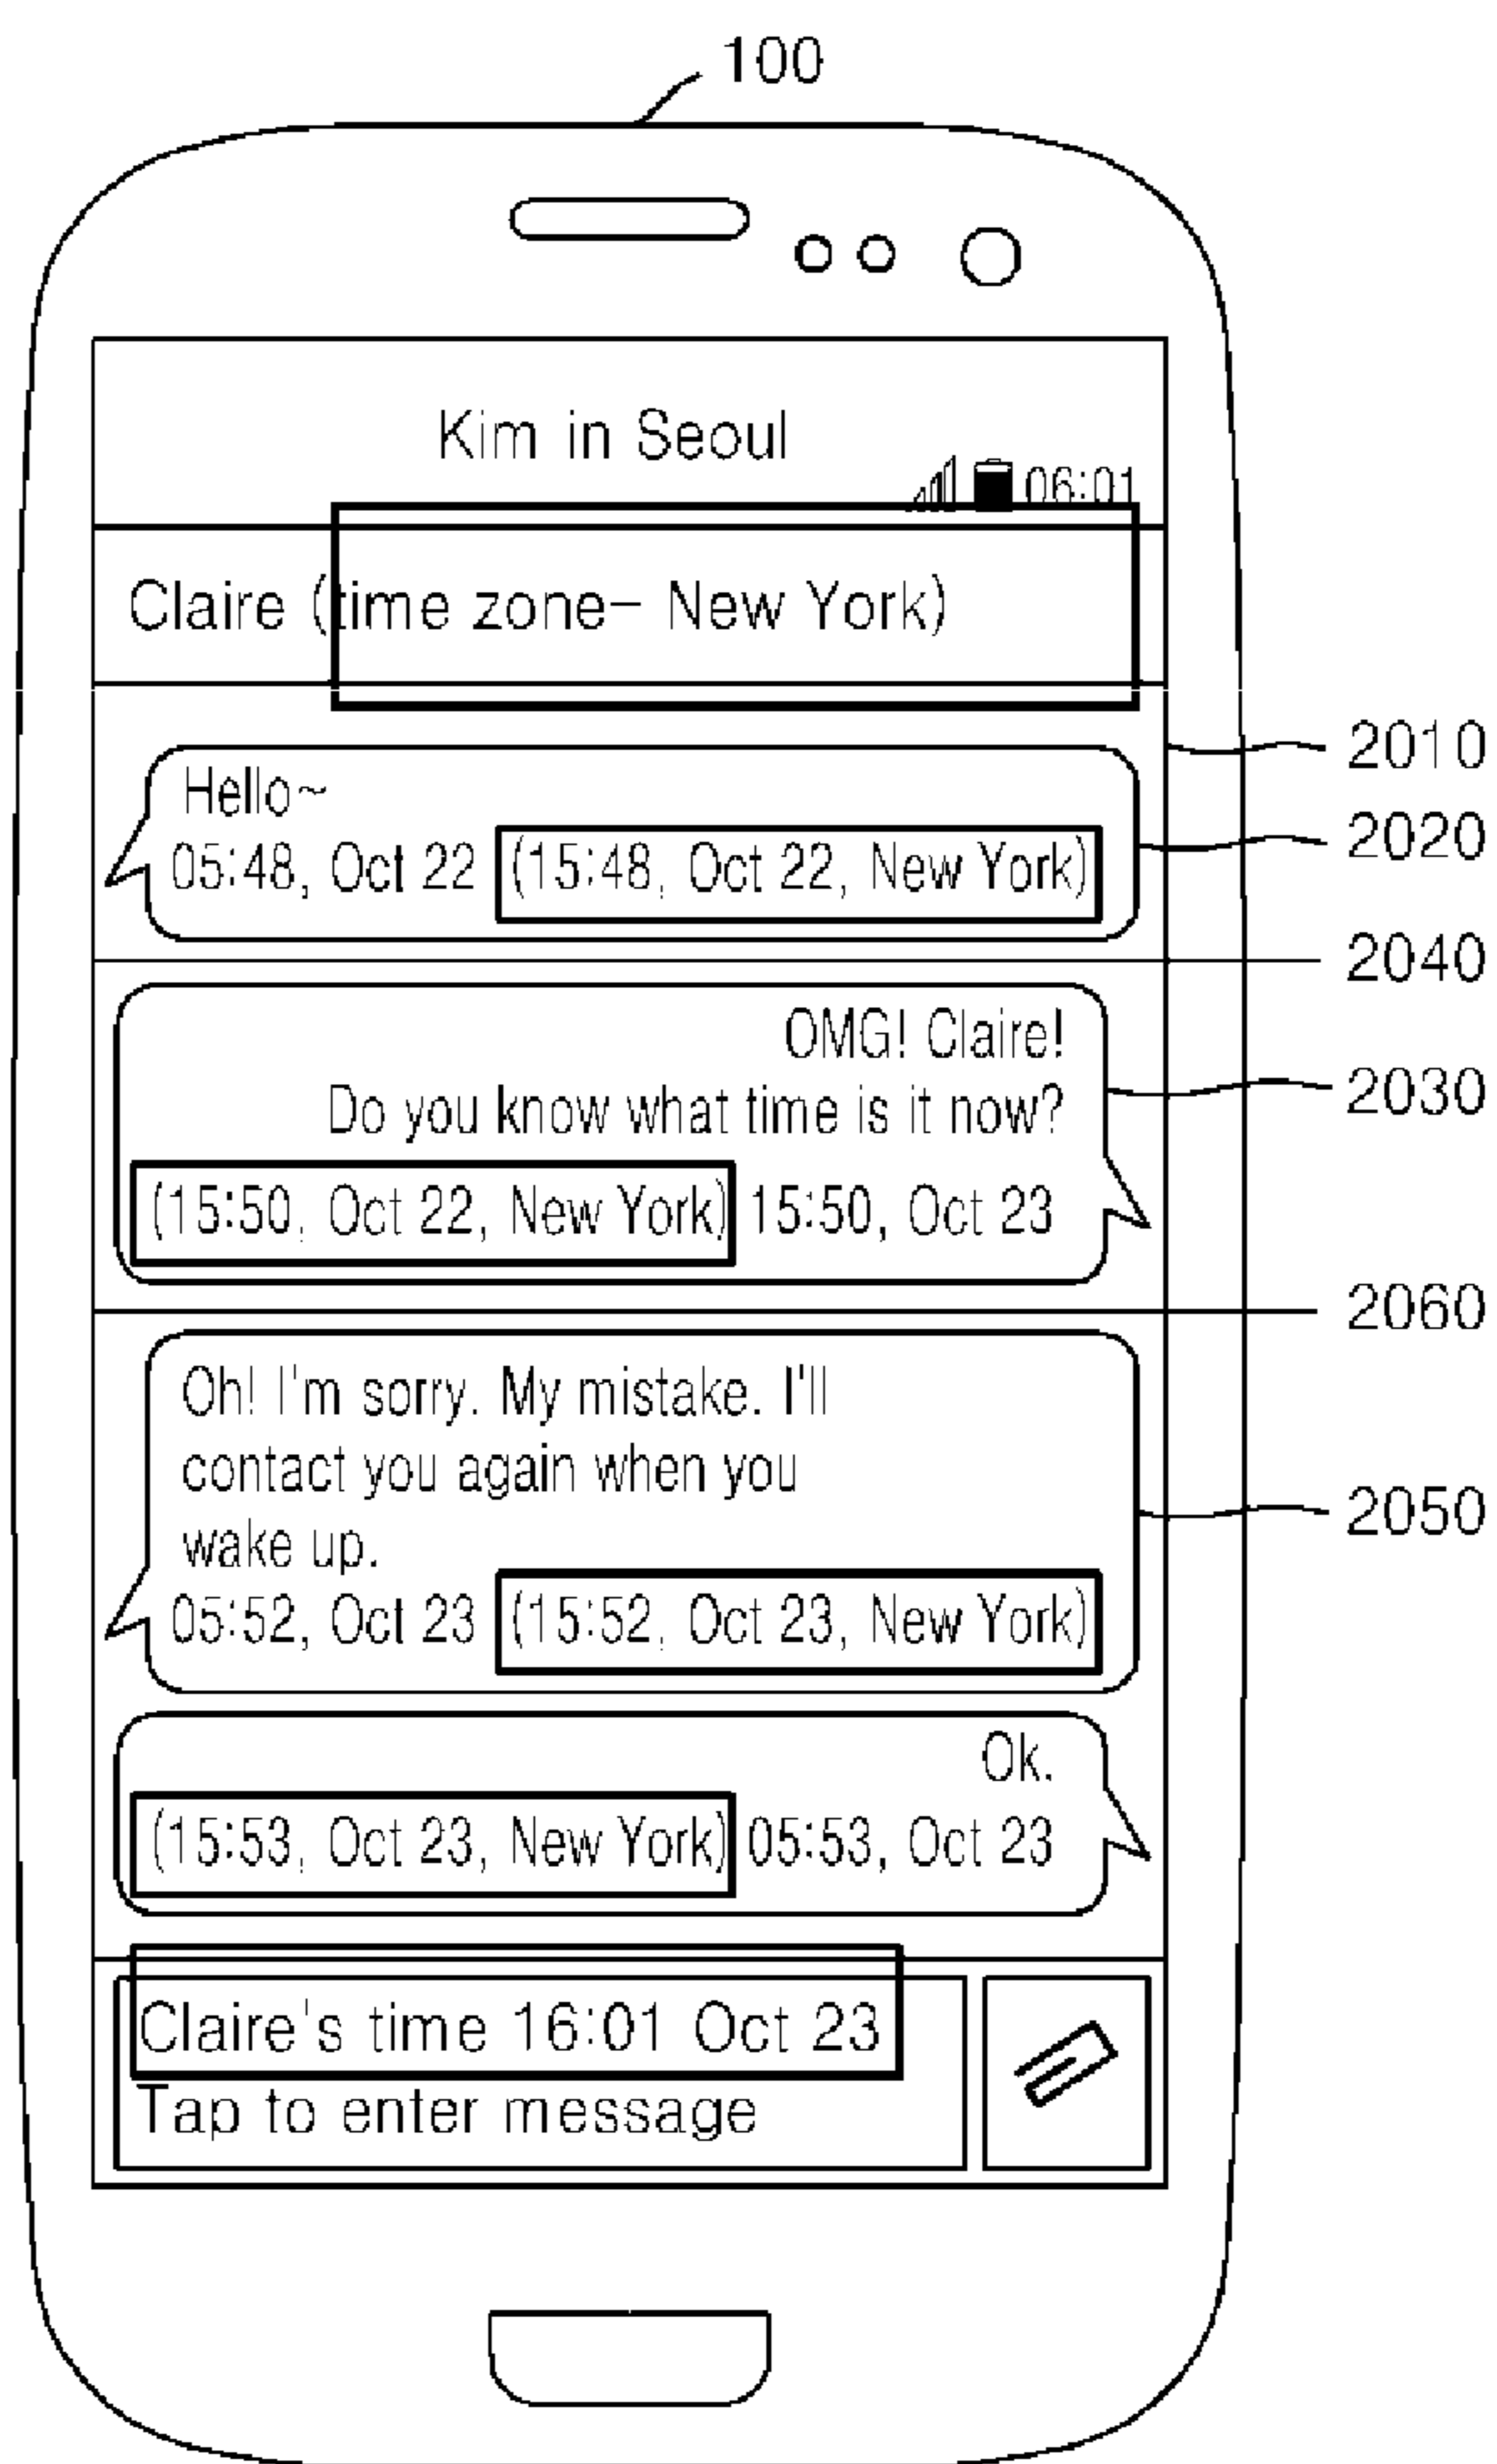 100
Kim in Seoul
06:01
Claire (time zone- New York)
2010
Hello~
2020
05:48, Oct 22 (15:48, Oct 22, New York)
2040
OMG! Claire!
2030
Do you know what time is it now?
(15:50, Oct 22, New York) 15:50, Oct 23
2060
Oh! I'm sorry. My mistake. I'll
contact you again when you
2050
wake up.
05:52, Oct 23 (15:52, Oct 23, New York)
Ok.
(15:53, Oct 23, New York) 05:53, Oct 23
Claire's time 16:01 Oct 23
Tap to enter message